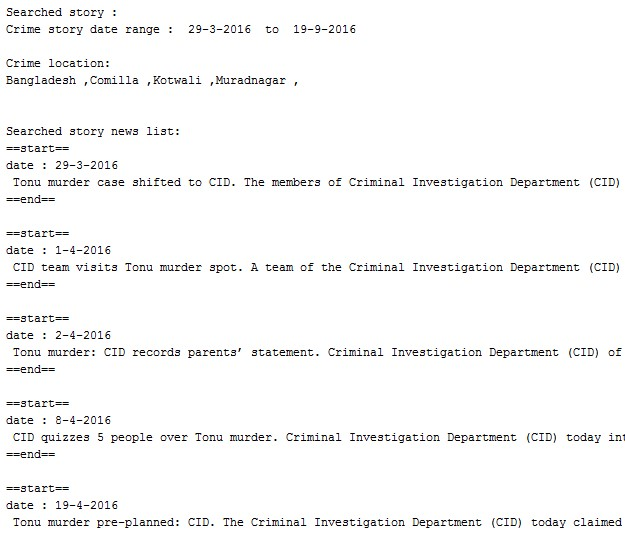 Searched story :
Crime story date range :  29-3-2016  to  19-9-2016
Crime location:
Bangladesh ,Comilla ,Kotwali ,Muradnagar ,
Searched story news list:
==start==
date : 29-3-2016
Tonu murder case shifted to CID. The members of Criminal Investigation Department (CID)
==end==
==start==
date : 1-4-2016
CID team visits Tonu murder spot. A team of the Criminal Investigation Department (CID)
==end==
==start==
date : 2-4-2016
Tonu murder: CID records parents’ statement. Criminal Investigation Department (CID) of
==end==
==start==
date : 8-4-2016
CID quizzes 5 people over Tonu murder. Criminal Investigation Department (CID) today
==end==
==start==
date : 19-4-2016
Tonu murder pre-planned: CID. The Criminal Investigation Department (CID) today claimed